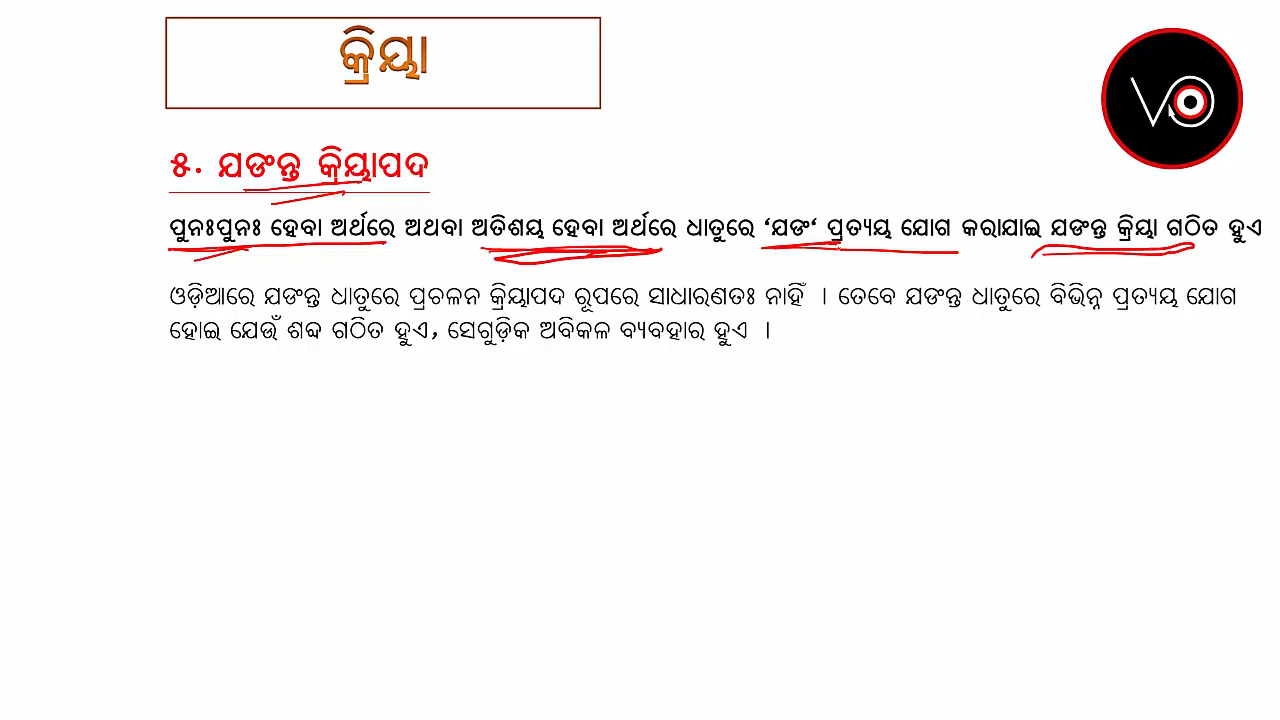 କ୍ରିୟା
VO
୫. ଯଙନ୍ତ କ୍ରିୟାପଦ
ପୁନଃପୁନଃ ହେବା ଅର୍ଥରେ ଅଥବା ଅତିଶୟ ହେବା ଅର୍ଥରେ ଧାତୁରେ ‘ଯଙ‘ ପ୍ରତ୍ୟୟ ଯୋଗ କରାଯାଇ ଯଙନ୍ତ କ୍ରିୟା ଗଠିତ ହୁଏ
ଓଡ଼ିଆରେ ଯଙନ୍ତ ଧାତୁରେ ପ୍ରଚଳନ କ୍ରିୟାପଦ ରୂପରେ ସାଧାରଣତଃ ନାହିଁ । ତେବେ ଯଙନ୍ତ ଧାତୁରେ ବିଭିନ୍ନ ପ୍ରତ୍ୟୟ ଯୋଗ
ହୋଇ ଯେଉଁ ଶବ୍ଦ ଗଠିତ ହୁଏ, ସେଗୁଡ଼ିକ ଅବିକଳ ବ୍ୟବହାର ହୁଏ ।